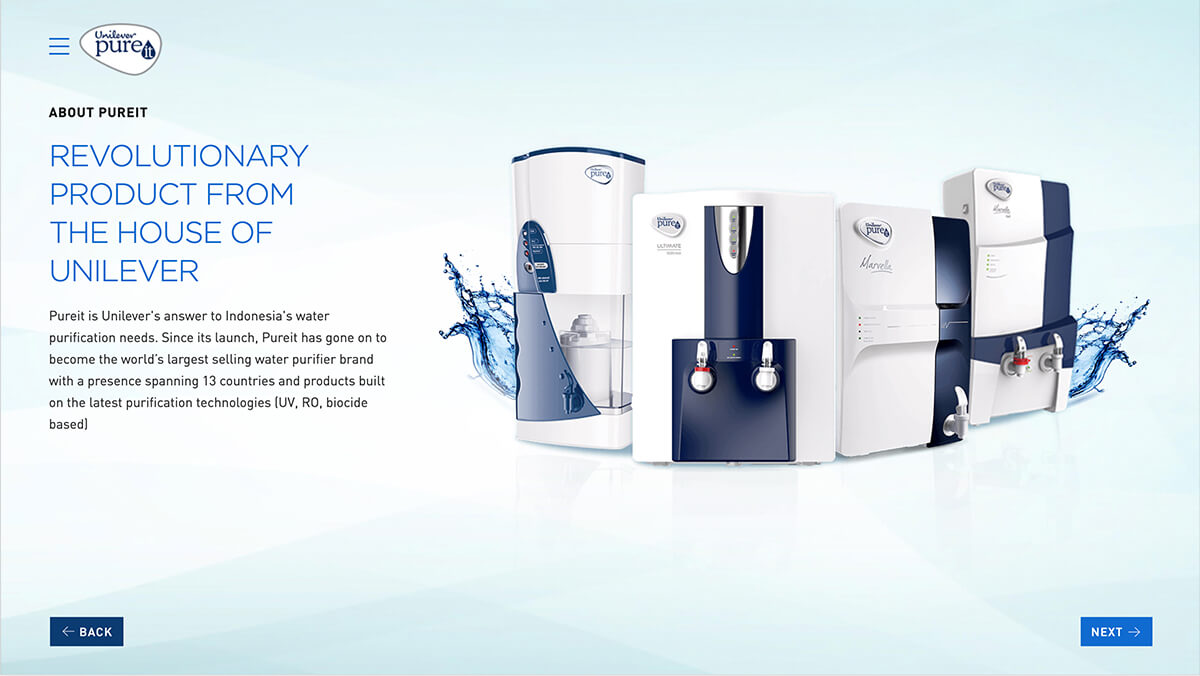 Unilever
pureit
ABOUT PUREIT
REVOLUTIONARY
PRODUCT FROM
THE HOUSE OF
UNILEVER
Pureit is Unilever's answer to Indonesia's water
purification needs. Since its launch, Pureit has gone on to
become the world’s largest selling water purifier brand
with a presence spanning 13 countries and products built
on the latest purification technologies (UV, RO, biocide
based)
Unilever
pureit
Unilever
pureit
ULTIMATE
Unilever
pureit
Marvella
Unilever
pureit
Marvella
← BACK
NEXT →